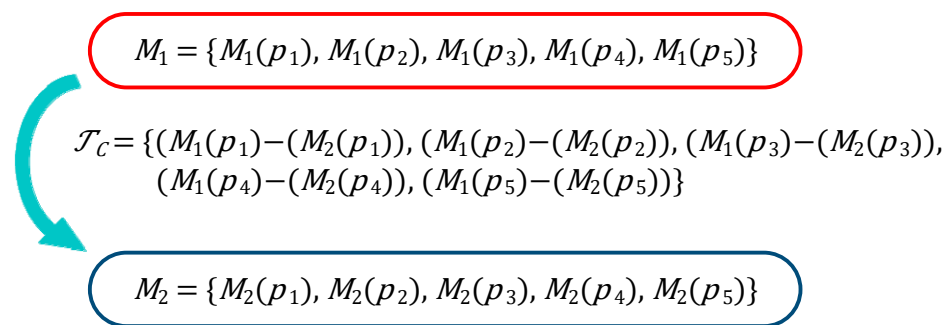 M₁ = {M₁(p₁), M₁(p₂), M₁(p₃), M₁(p₄), M₁(p₅)}
𝒯_C = {(M₁(p₁)−(M₂(p₁)), (M₁(p₂)−(M₂(p₂)), (M₁(p₃)−(M₂(p₃)),
(M₁(p₄)−(M₂(p₄)), (M₁(p₅)−(M₂(p₅))}
M₂ = {M₂(p₁), M₂(p₂), M₂(p₃), M₂(p₄), M₂(p₅)}